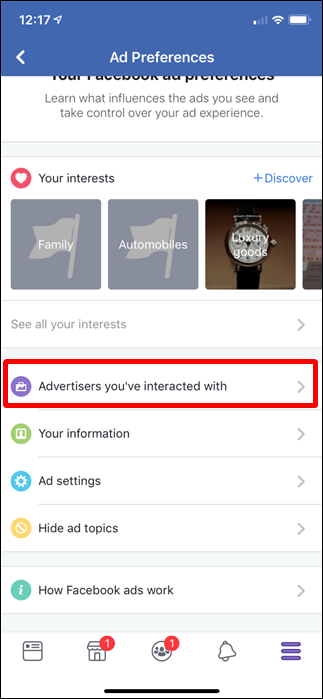 12:17
Ad Preferences
Your Facebook ad preferences
Learn what influences the ads you see and
take control over your ad experience.
Your interests
+Discover
Family
Automobiles
Luxury
goods
See all your interests
Advertisers you've interacted with
Your information
Ad settings
Hide ad topics
How Facebook ads work
1
1